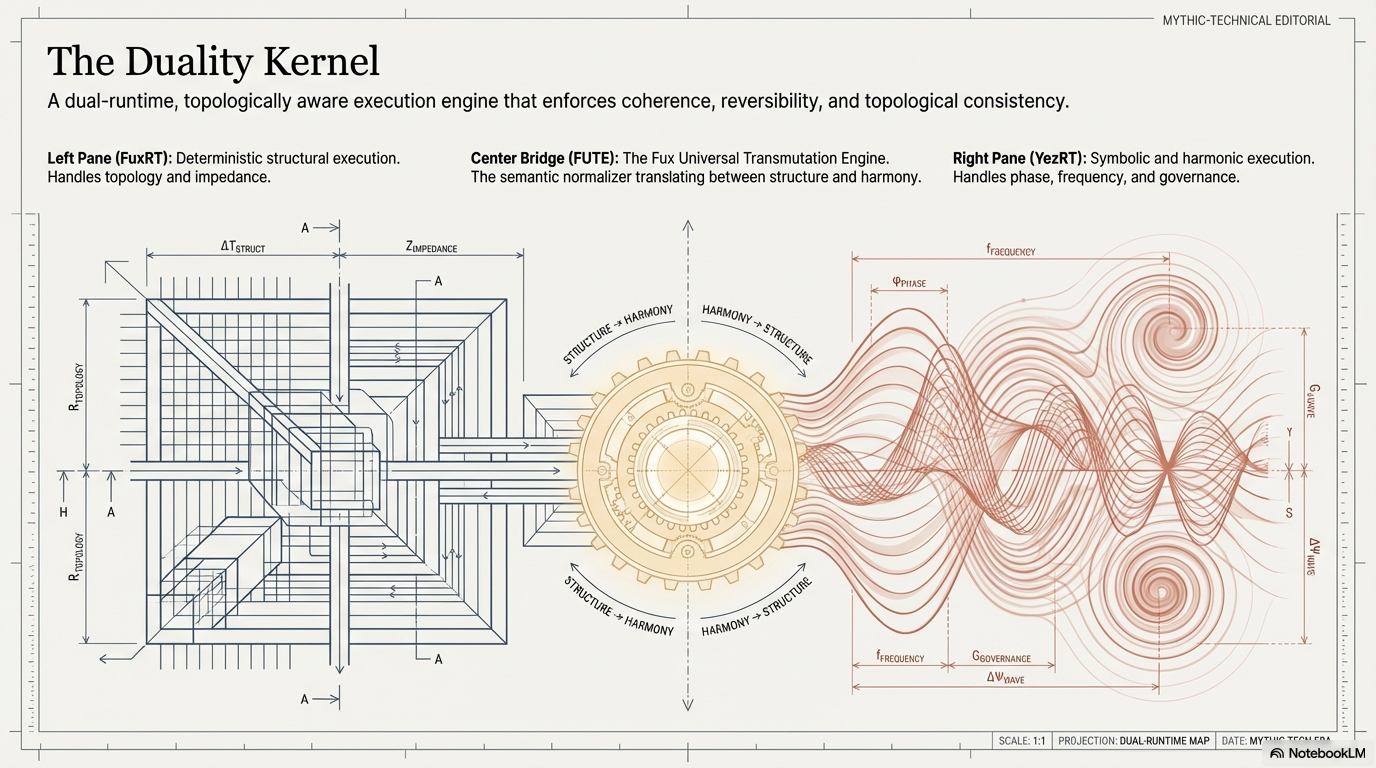 MYTHIC-TECHNICAL EDITORIAL
The Duality Kernel
A dual-runtime, topologically aware execution engine that enforces coherence, reversibility, and topological consistency.
Left Pane (FuxRT): Deterministic structural execution.
Handles topology and impedance.
Center Bridge (FUTE): The Fux Universal Transmutation Engine.
The semantic normalizer translating between structure and harmony.
Right Pane (YezRT): Symbolic and harmonic execution.
Handles phase, frequency, and governance.
A
ΔTSTRUCT
ZIMPEDANCE
A
RTOPOLOGY
H
A
RTOPOLOGY
A
A
STRUCTURE → HARMONY
HARMONY → STRUCTURE
STRUCTURE → HARMONY
HARMONY → STRUCTURE
Y
S
fFREQUENCY
GGOVERNANCE
SCALE: 1:1
PROJECTION: DUAL-RUNTIME MAP
DATE:
NotebookLM